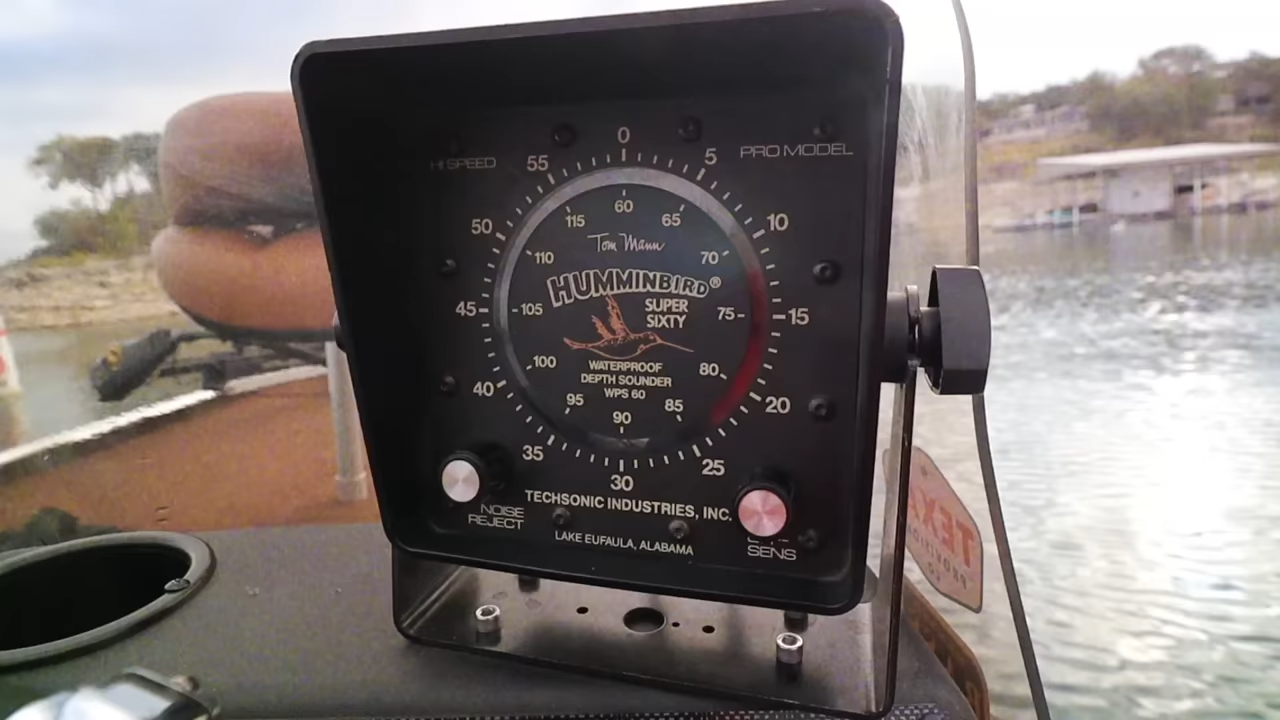 HI SPEED
PRO MODEL
0
5
10
15
20
25
30
35
40
45
50
55
60
65
70
75
80
85
90
95
100
105
110
115
Tom Mann
HUMMINBIRD®
SUPER
SIXTY
WATERPROOF
DEPTH SOUNDER
WPS 60
TECHSONIC INDUSTRIES, INC.
LAKE EUFAULA, ALABAMA
NOISE
REJECT
SENS